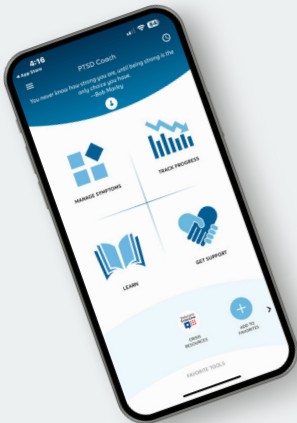 4:16
App Store
PTSD Coach
You never know how strong you are, until being strong is the
only choice you have.
—Bob Marley
MANAGE SYMPTOMS
TRACK PROGRESS
LEARN
GET SUPPORT
CRISIS
RESOURCES
ADD TO
FAVORITES
FAVORITE TOOLS